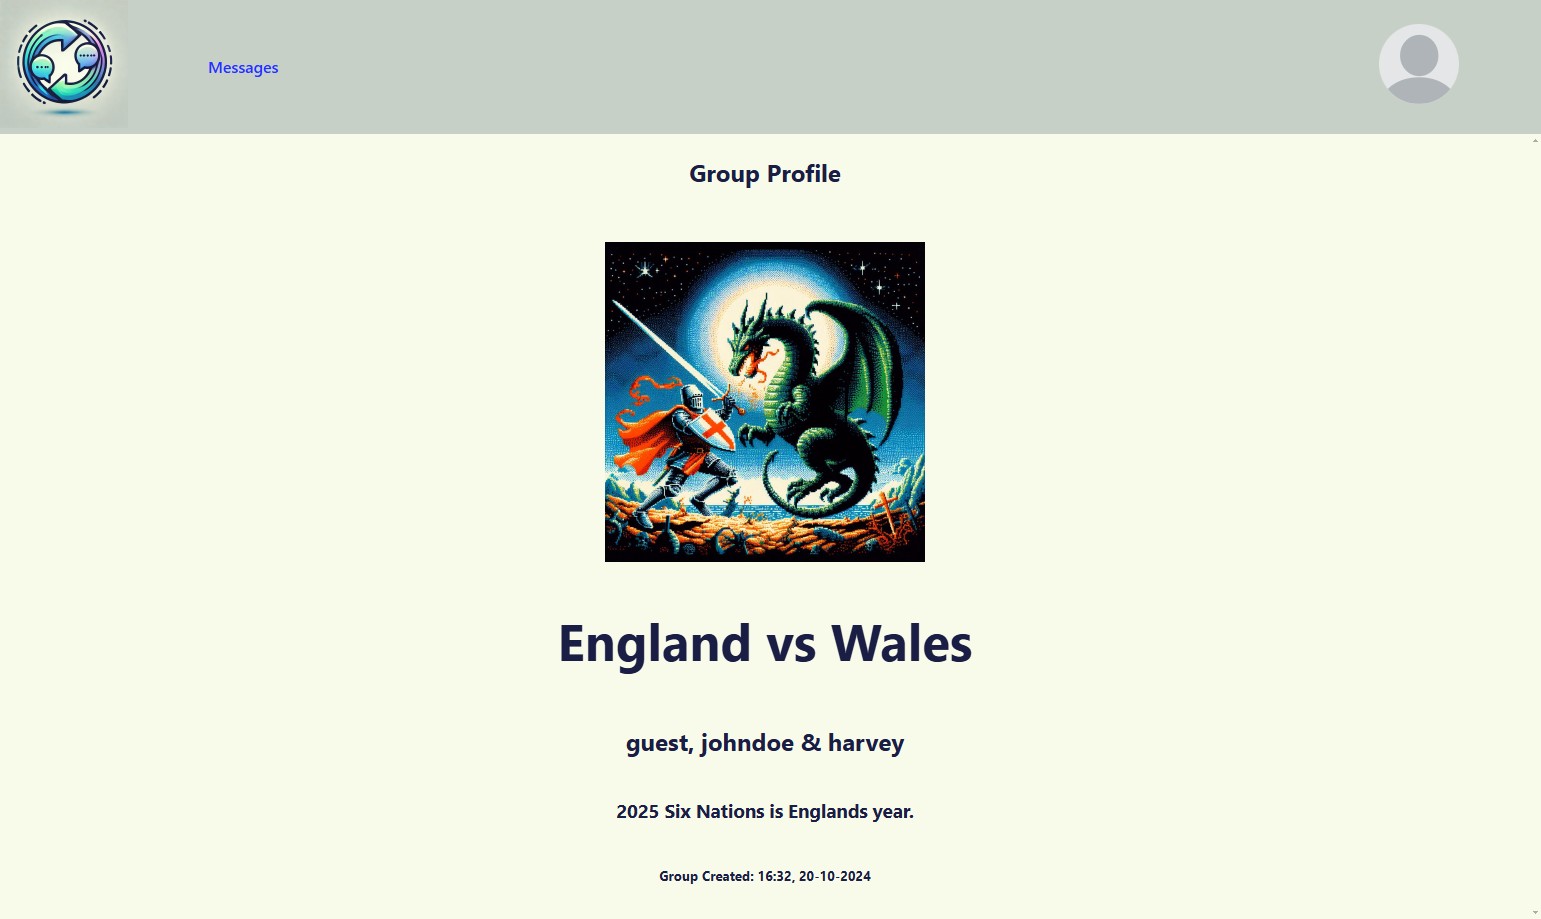 Messages
Group Profile
England vs Wales
guest, johndoe & harvey
2025 Six Nations is Englands year.
Group Created: 16:32, 20-10-2024